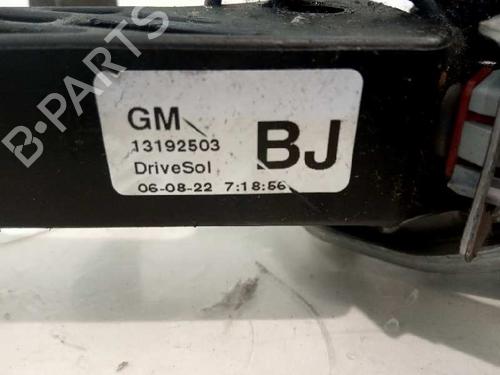 B-PARTS
GM
13192503
BJ
DriveSol
06-08-22 7:18:56